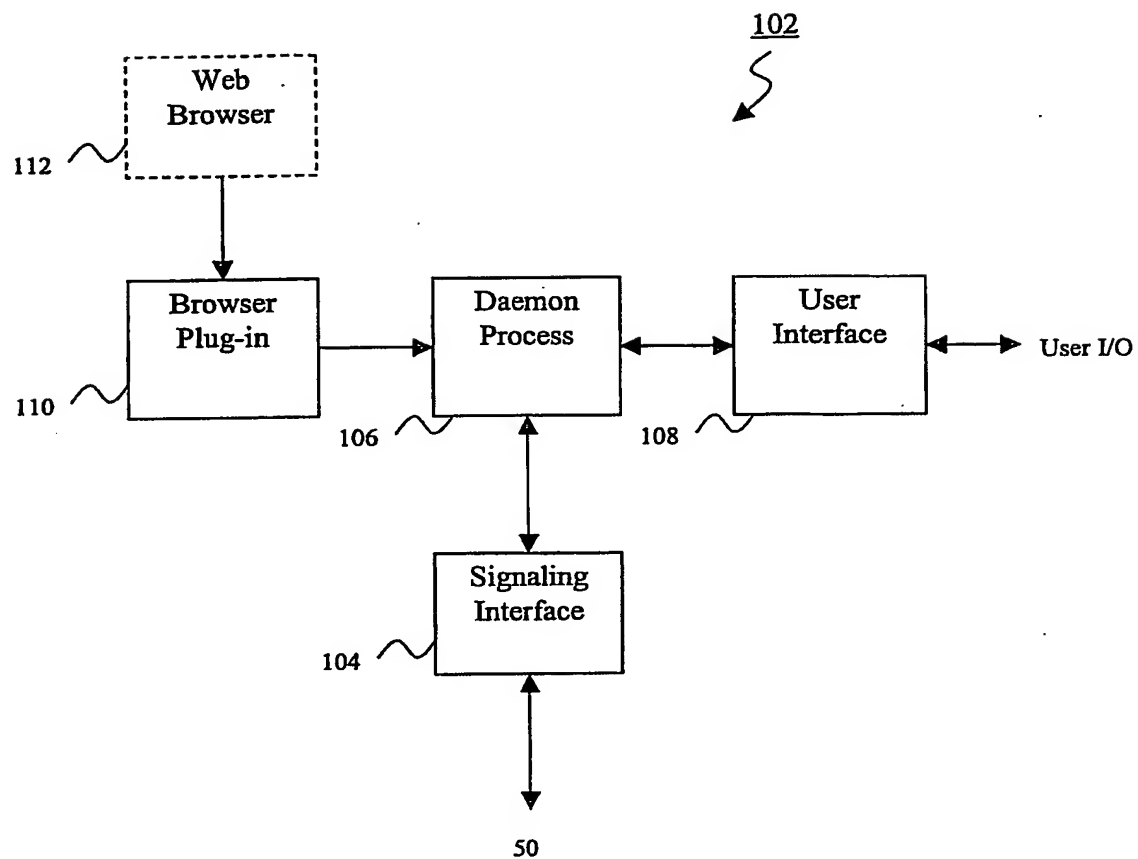 102
Web
Browser
112
Browser
Plug-in
110
Daemon
Process
106
User
Interface
108
User I/O
Signaling
Interface
104
50